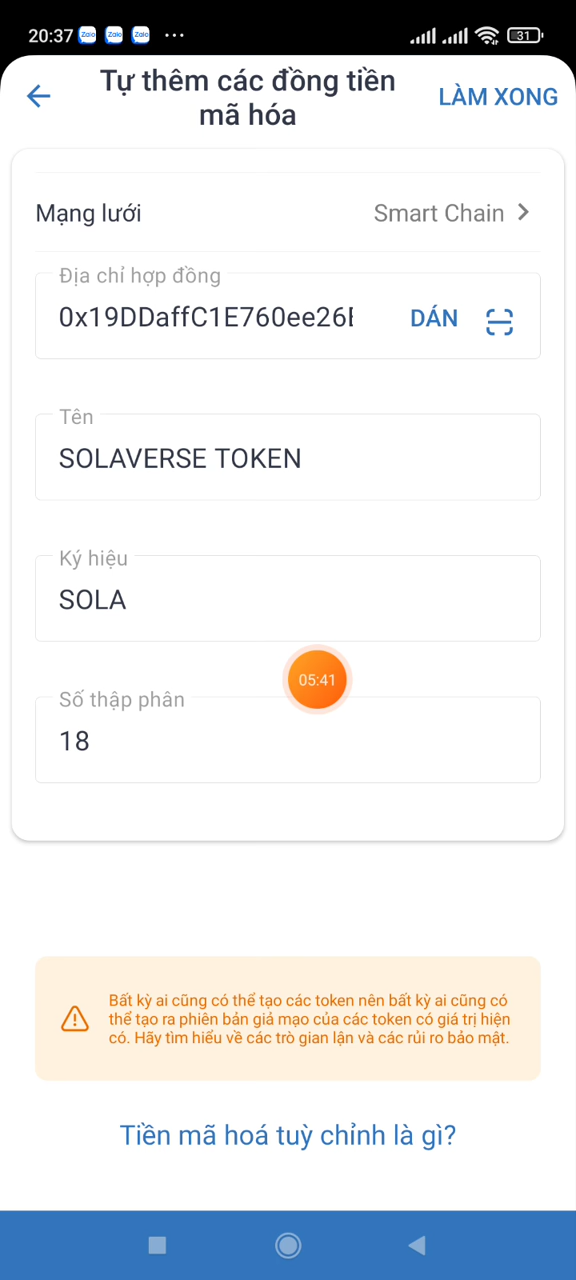 20:37 Zalo Zalo Zalo ... 31
Tự thêm các đồng tiền
mã hóa
LÀM XONG
Mạng lưới
Smart Chain
Địa chỉ hợp đồng
0x19DDaffC1E760ee26
DÁN
Tên
SOLAVERSE TOKEN
Ký hiệu
SOLA
05:41
Số thập phân
18
Bất kỳ ai cũng có thể tạo các token nên bất kỳ ai cũng có
thể tạo ra phiên bản giả mạo của các token có giá trị hiện
có. Hãy tìm hiểu về các trò gian lận và các rủi ro bảo mật.
Tiền mã hoá tuỳ chỉnh là gì?